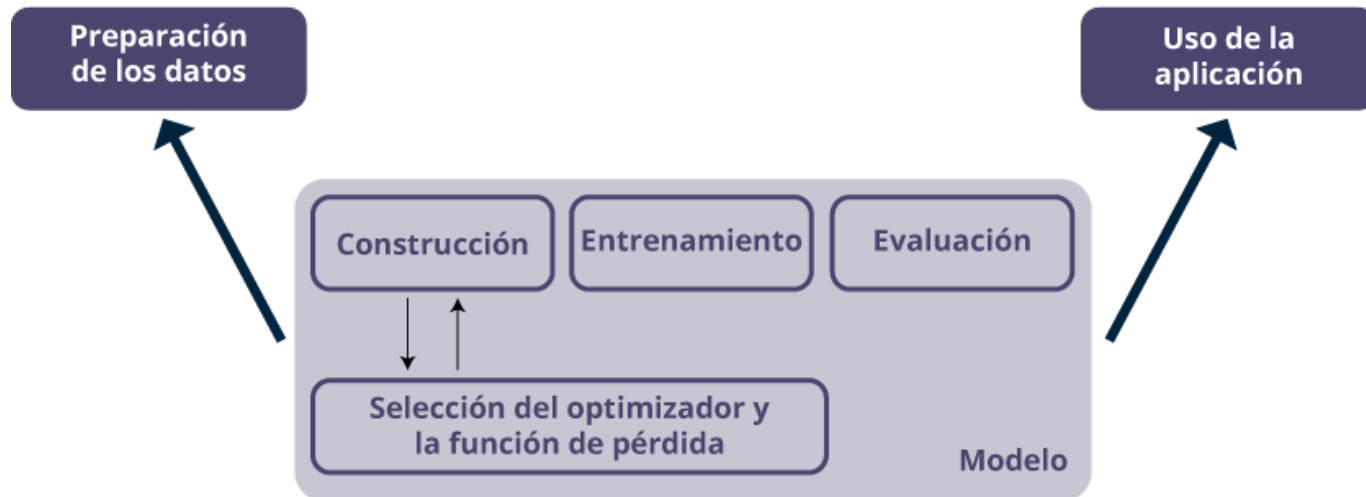 Preparación
de los datos
Uso de la
aplicación
Construcción
Entrenamiento
Evaluación
Selección del optimizador y
la función de pérdida
Modelo